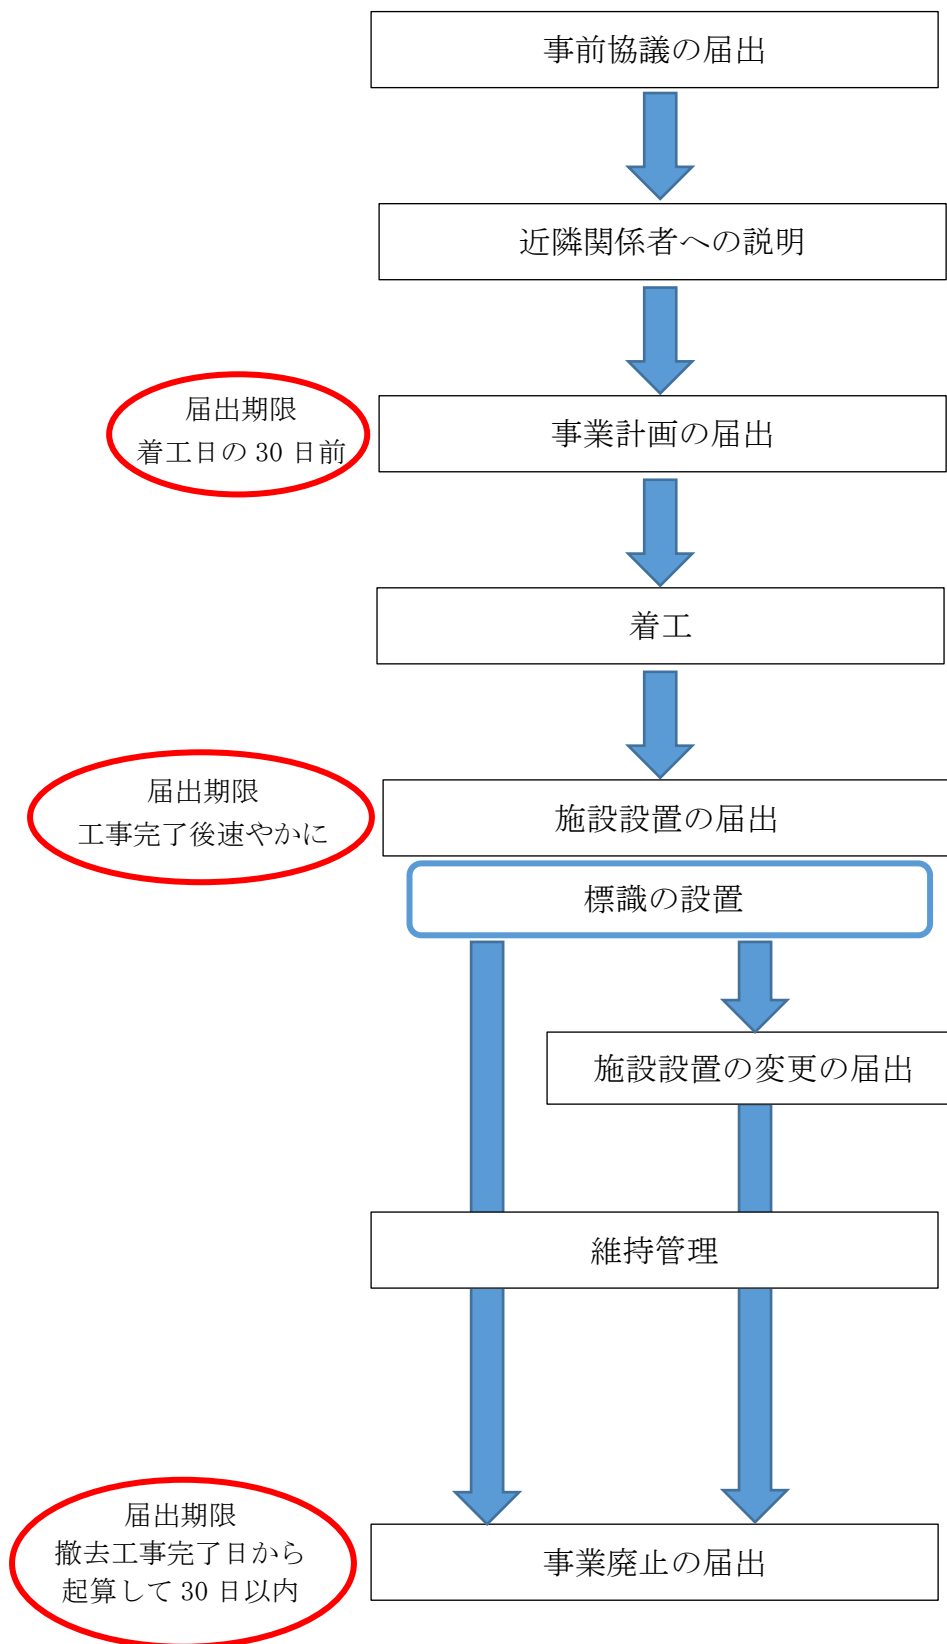 事前協議の届出
近隣関係者への説明
届出期限
着工日の 30 日前
事業計画の届出
着工
届出期限
工事完了後速やかに
施設設置の届出
標識の設置
施設設置の変更の届出
維持管理
届出期限
撤去工事完了日から
起算して 30 日以内
事業廃止の届出